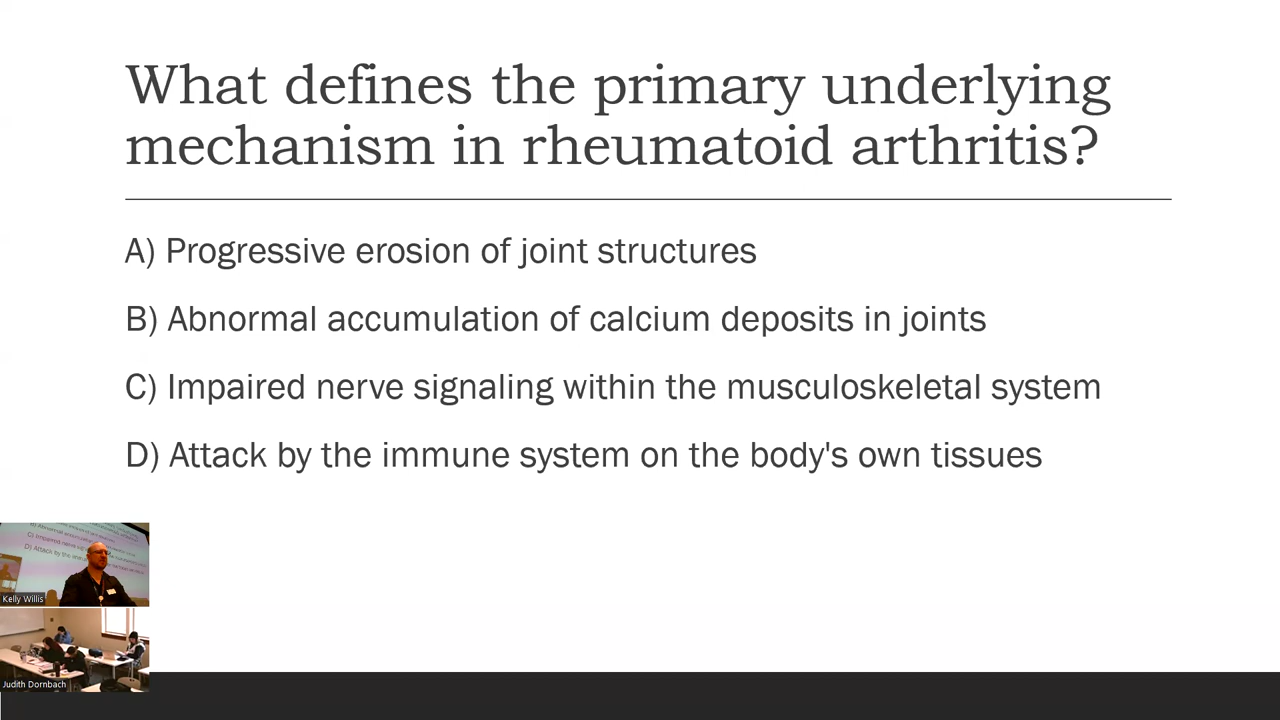 What defines the primary underlying
mechanism in rheumatoid arthritis?
A) Progressive erosion of joint structures
B) Abnormal accumulation of calcium deposits in joints
C) Impaired nerve signaling within the musculoskeletal system
D) Attack by the immune system on the body's own tissues
Kelly Willis
Judith Dornbach